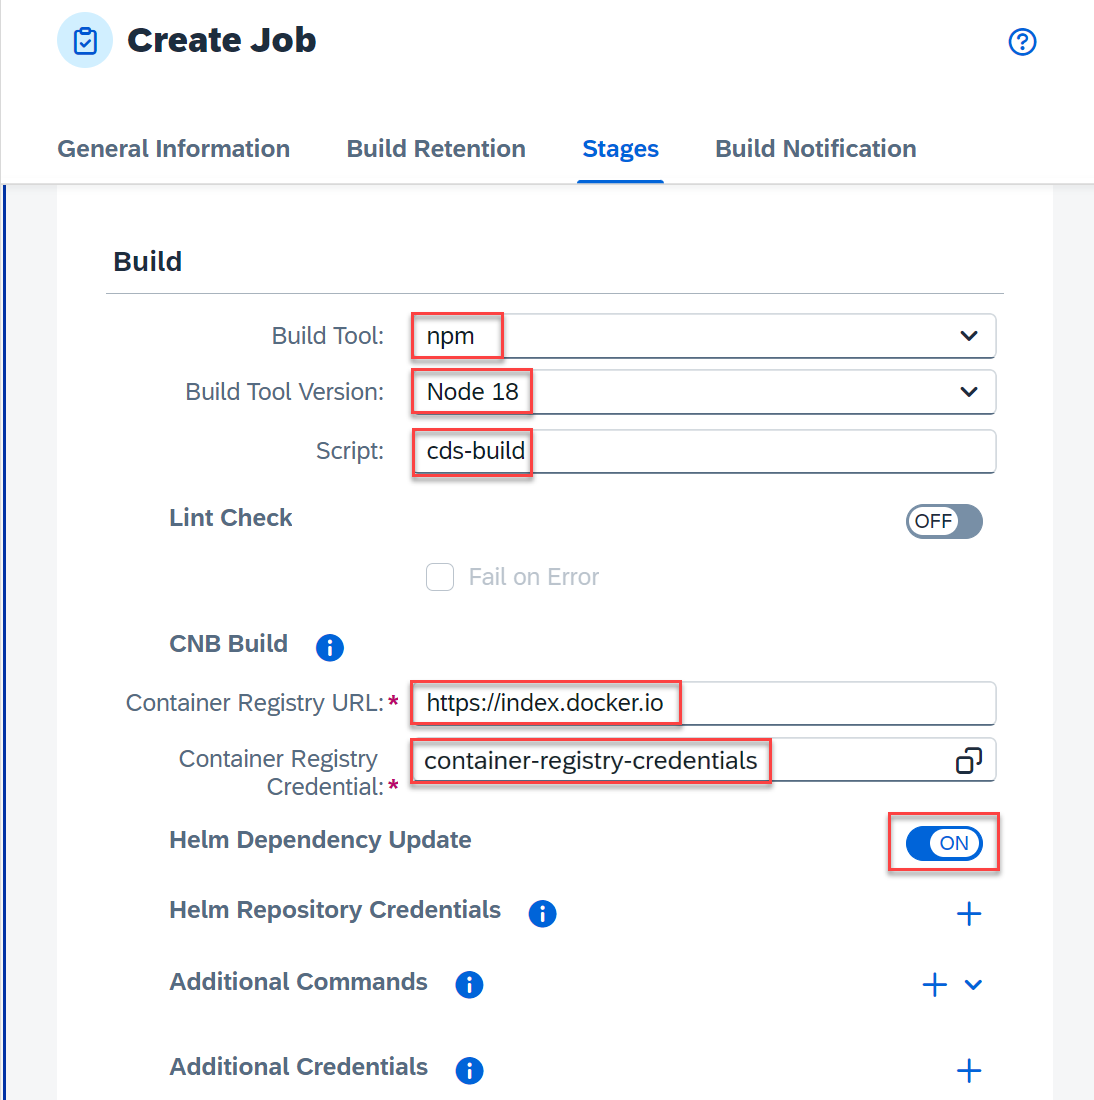 Create Job
General Information Build Retention Stages Build Notification
Build
Build Tool: npm
Build Tool Version: Node 18
Script: cds-build
Lint Check OFF
Fail on Error
CNB Build
Container Registry URL:* https://index.docker.io
Container Registry
Credential:* container-registry-credentials
Helm Dependency Update ON
Helm Repository Credentials
Additional Commands
Additional Credentials